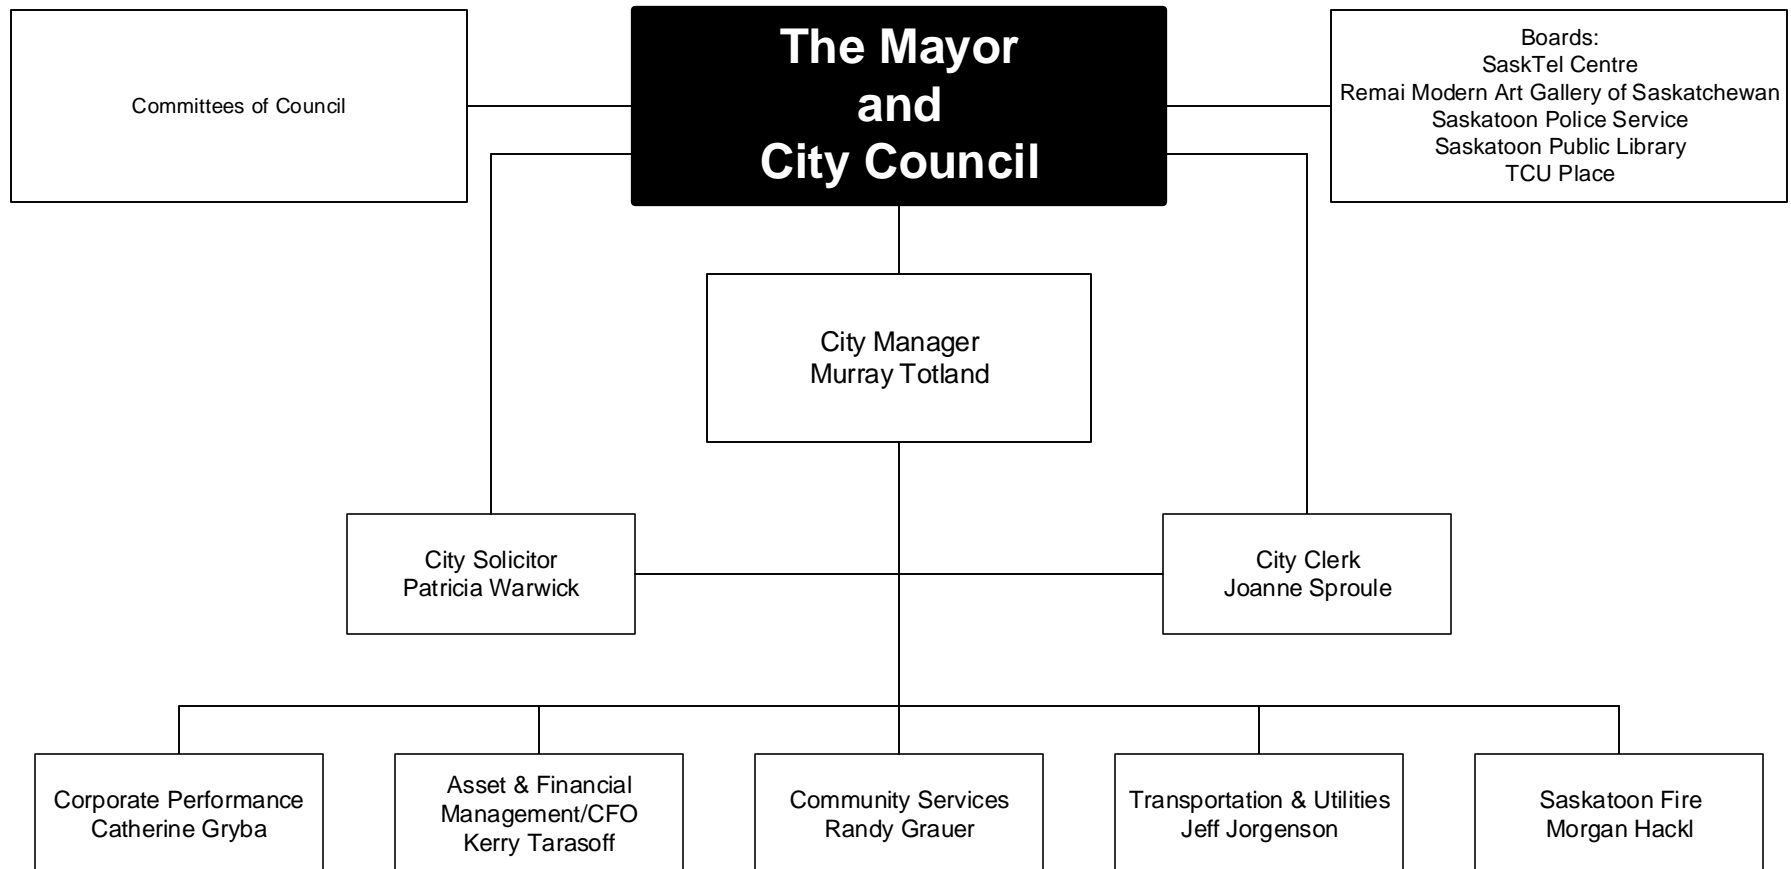 Committees of Council
The Mayor
and
City Council
Boards:
SaskTel Centre
Remai Modern Art Gallery of Saskatchewan
Saskatoon Police Service
Saskatoon Public Library
TCU Place
City Manager
Murray Totland
City Solicitor
Patricia Warwick
City Clerk
Joanne Sproule
Corporate Performance
Catherine Gryba
Asset & Financial
Management/CFO
Kerry Tarasoff
Community Services
Randy Grauer
Transportation & Utilities
Jeff Jorgenson
Saskatoon Fire
Morgan Hackl